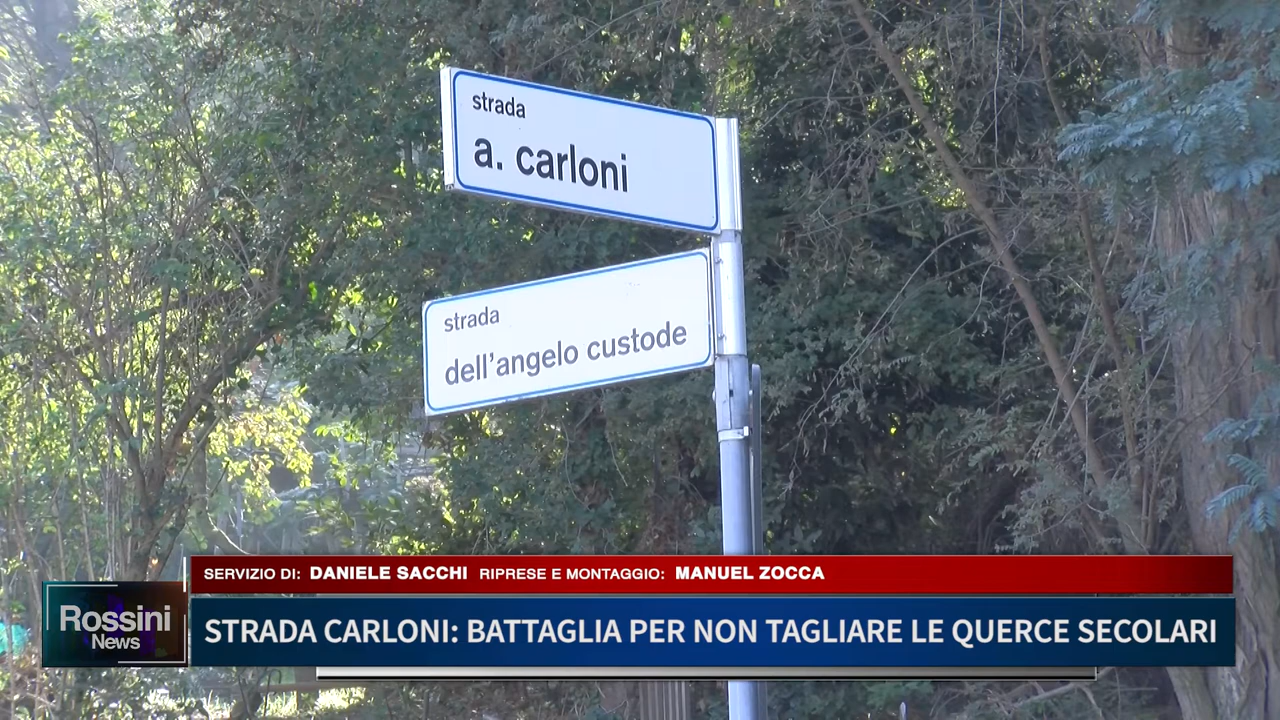 strada
a. carloni
strada
dell'angelo custode
SERVIZIO DI: DANIELE SACCHI RIPRESE E MONTAGGIO: MANUEL ZOCCA
Rossini
News
STRADA CARLONI: BATTAGLIA PER NON TAGLIARE LE QUERCE SECOLARI